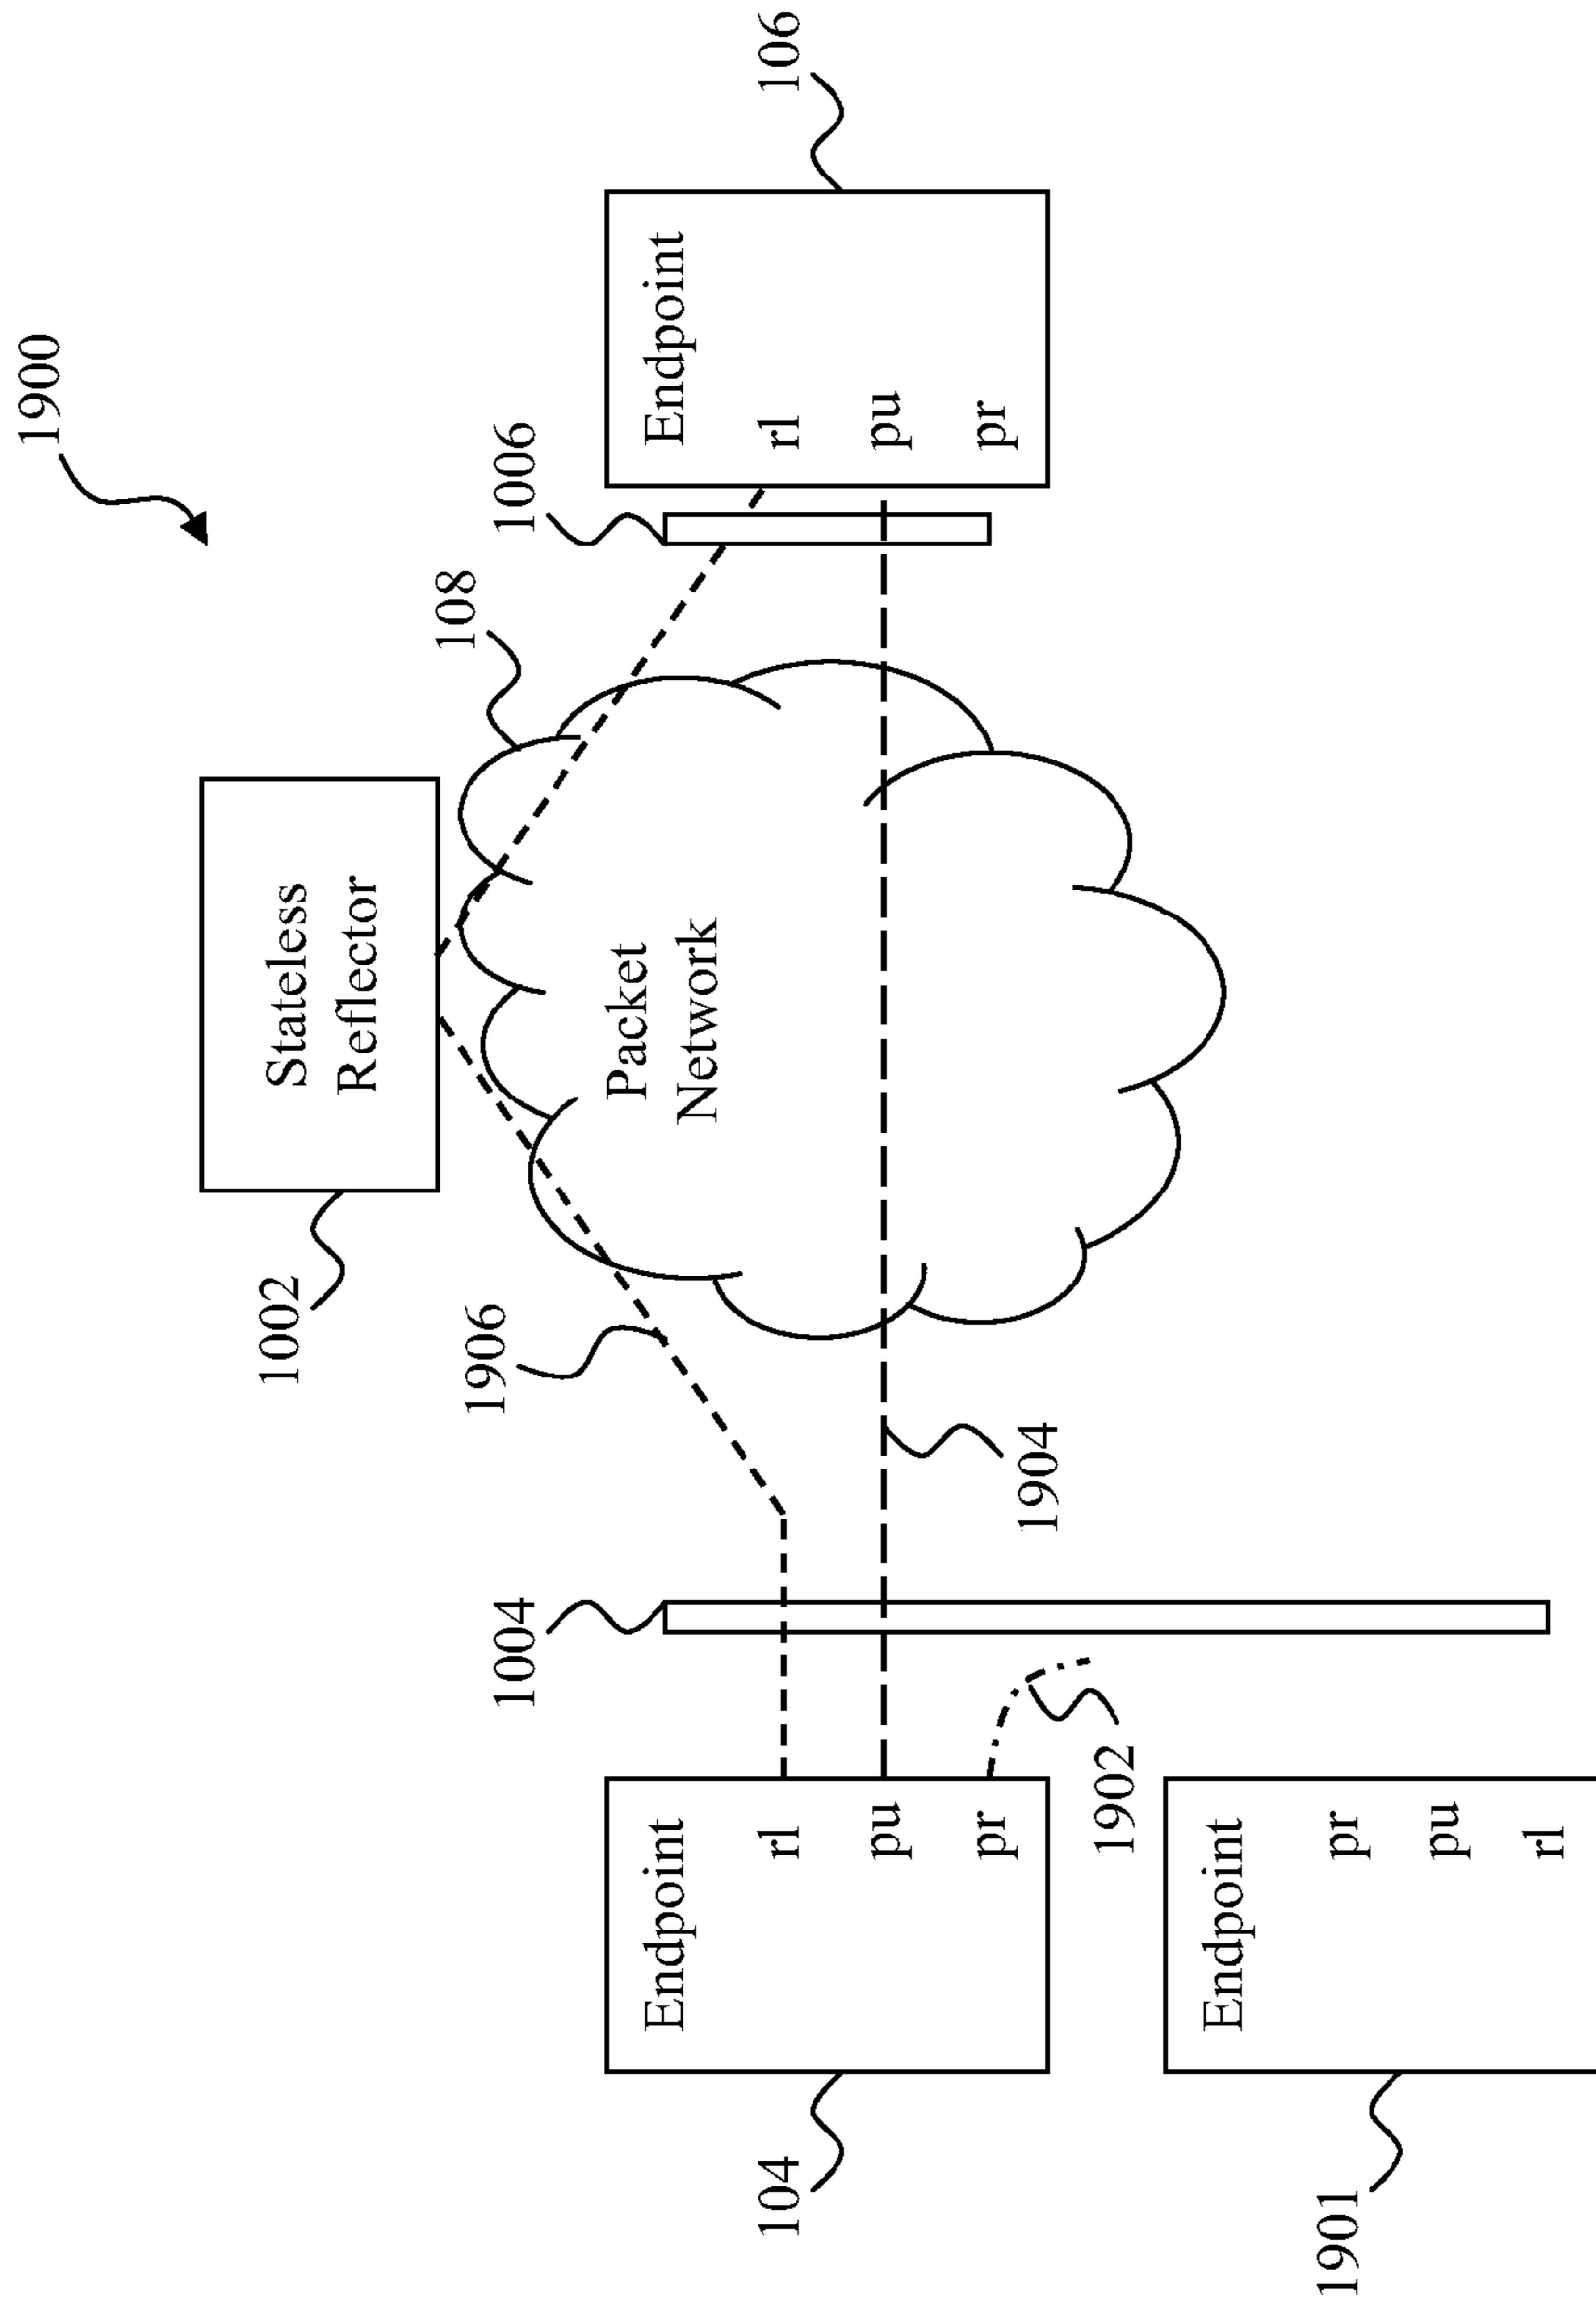 1900
Stateless
Reflector
1002
108
1906
Packet
Network
1004
1006
Endpoint
rl
pu
pr
104
Endpoint
rl
pu
pr
106
1904
1902
Endpoint
pr
pu
rl
1901